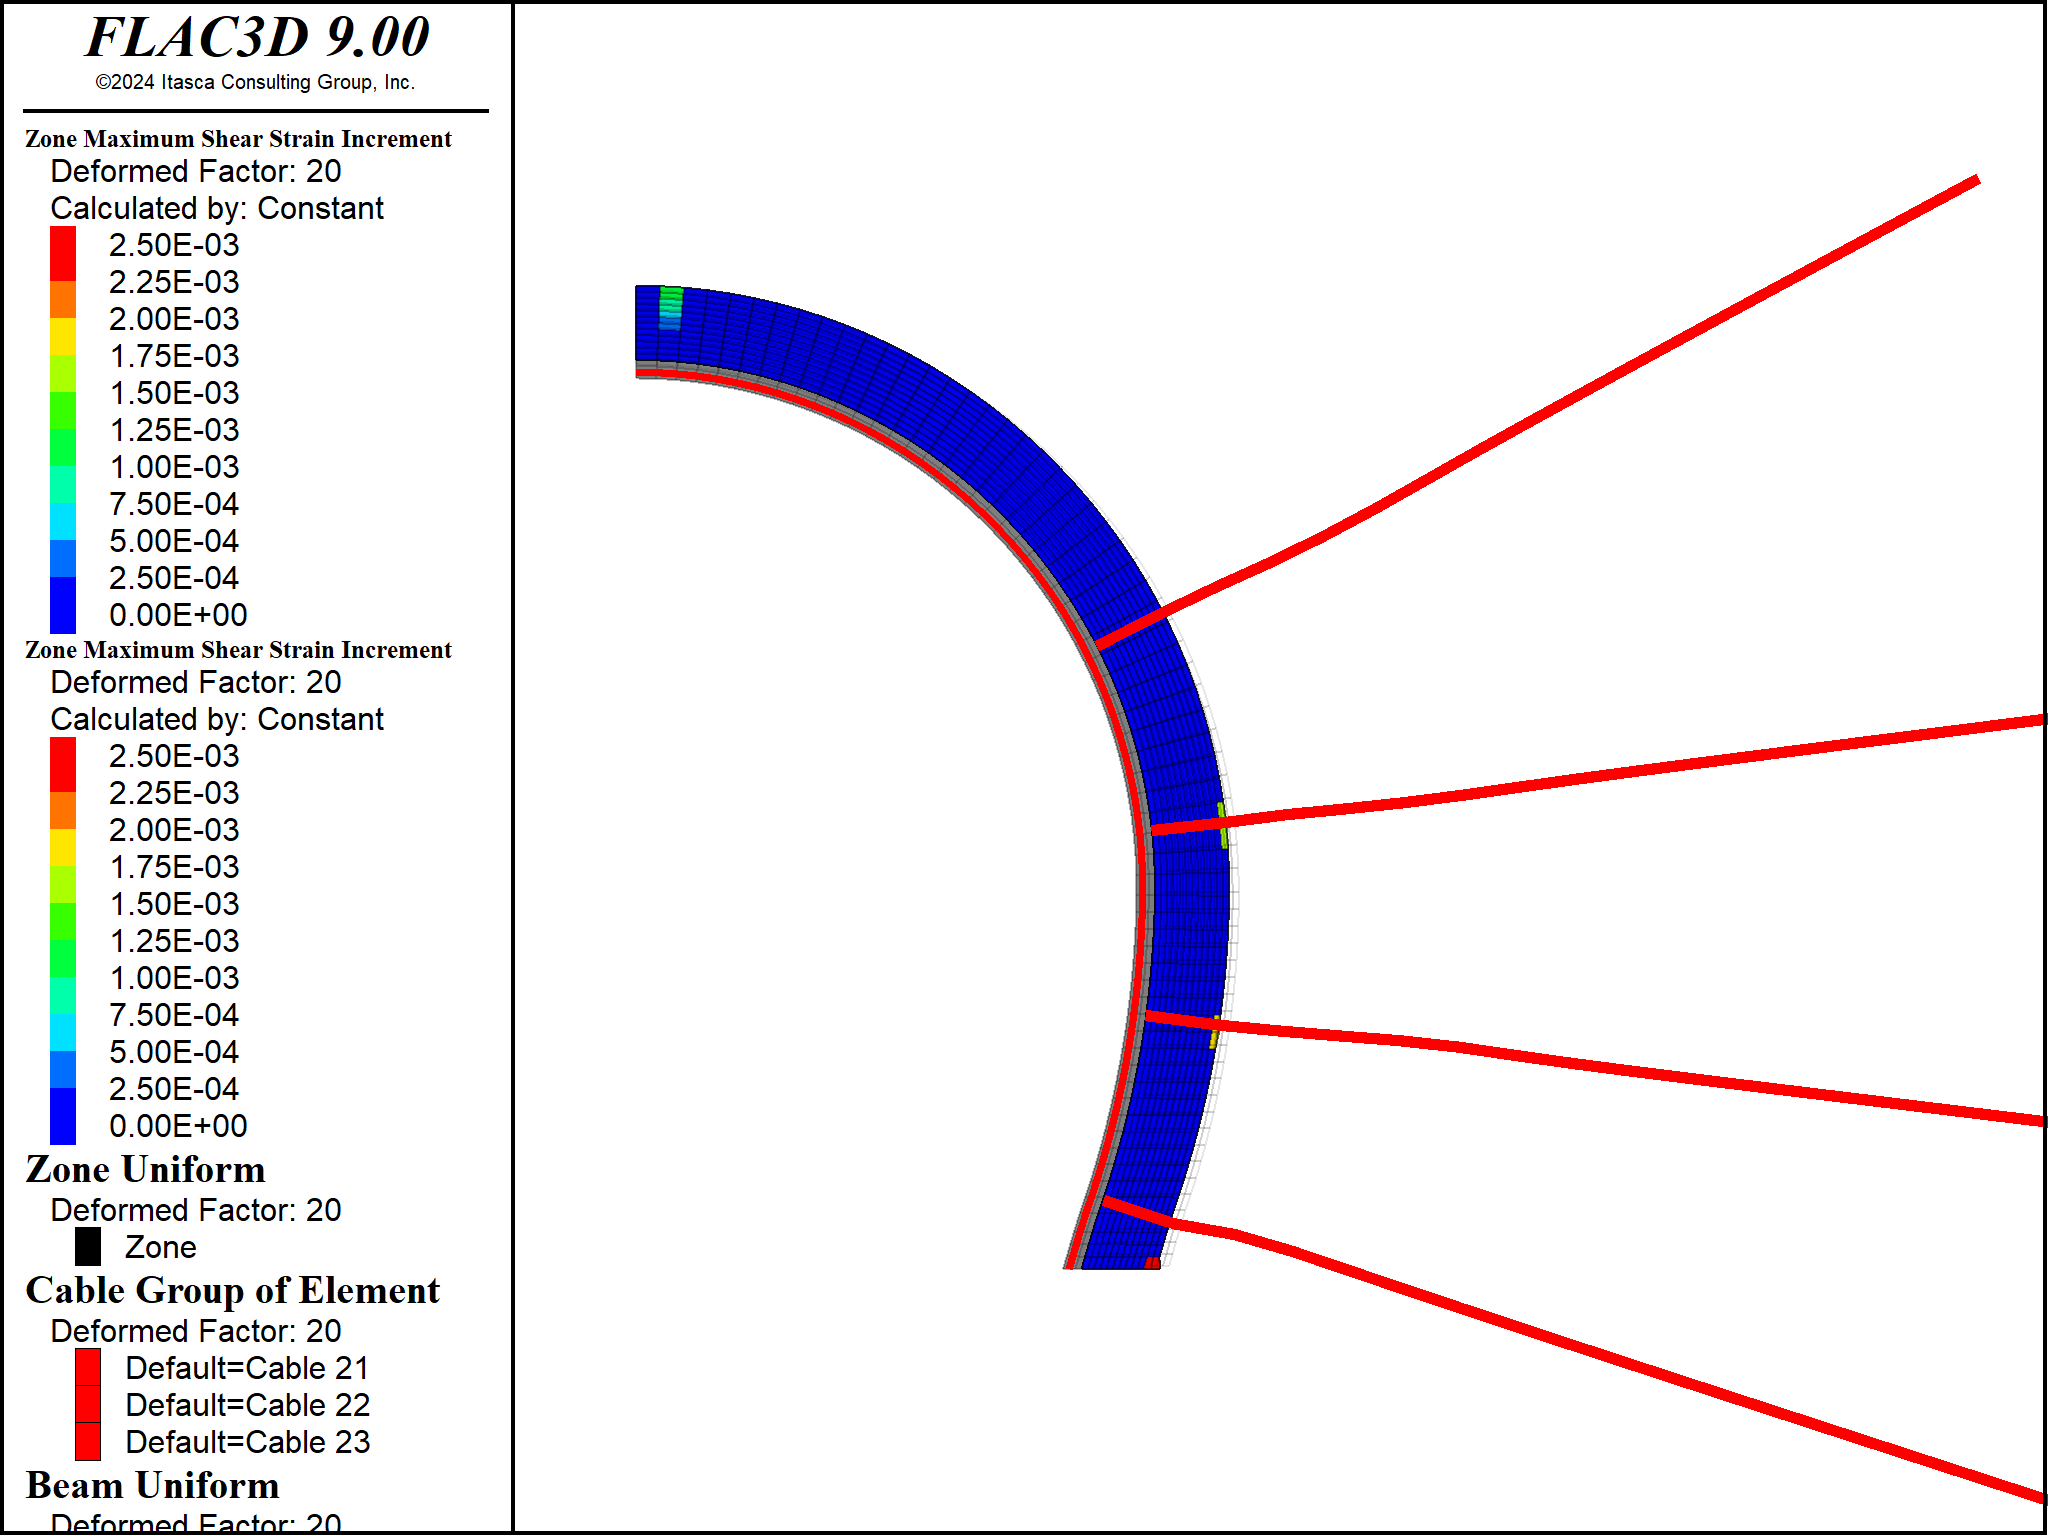 FLAC3D 9.00
©2024 Itasca Consulting Group, Inc.
Zone Maximum Shear Strain Increment
Deformed Factor: 20
Calculated by: Constant
2.50E-03
2.25E-03
2.00E-03
1.75E-03
1.50E-03
1.25E-03
1.00E-03
7.50E-04
5.00E-04
2.50E-04
0.00E+00
Zone Maximum Shear Strain Increment
Deformed Factor: 20
Calculated by: Constant
2.50E-03
2.25E-03
2.00E-03
1.75E-03
1.50E-03
1.25E-03
1.00E-03
7.50E-04
5.00E-04
2.50E-04
0.00E+00
Zone Uniform
Deformed Factor: 20
Zone
Cable Group of Element
Deformed Factor: 20
Default=Cable 21
Default=Cable 22
Default=Cable 23
Beam Uniform
Deformed Factor: 20